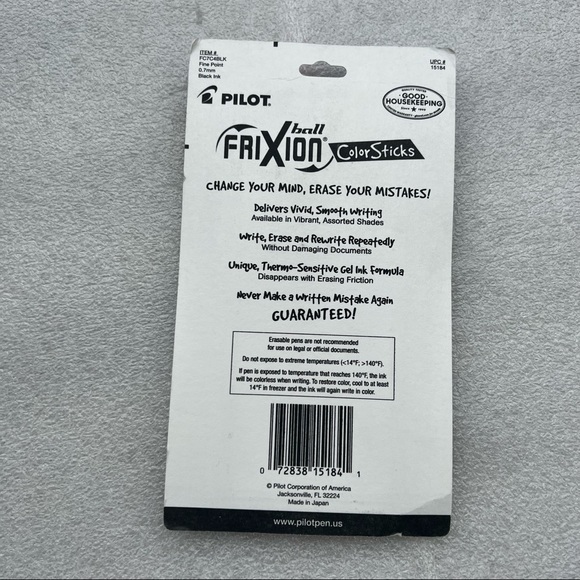 ITEM #
FC7C4BLK
Fine Point
0.7mm
Black Ink
UPC #
15184
PILOT.
GOOD
HOUSEKEEPING
Since ★ 1909
ball
FRIXION® ColorSticks
CHANGE YOUR MIND, ERASE YOUR MISTAKES!
Delivers Vivid, Smooth Writing
Available in Vibrant, Assorted Shades
Write, Erase and Rewrite Repeatedly
Without Damaging Documents
Unique, Thermo-Sensitive Gel Ink Formula
Disappears with Erasing Friction
Never Make a Written Mistake Again
GUARANTEED!
Erasable pens are not recommended
for use on legal or official documents.
Do not expose to extreme temperatures (<14°F; >140°F).
If pen is exposed to temperature that reaches 140°F, the ink
will be colorless when writing. To restore color, cool to at least
14°F in freezer and the ink will again write in color.
0 72838 15184 1
© Pilot Corporation of America
Jacksonville, FL 32224
Made in Japan
www.pilotpen.us